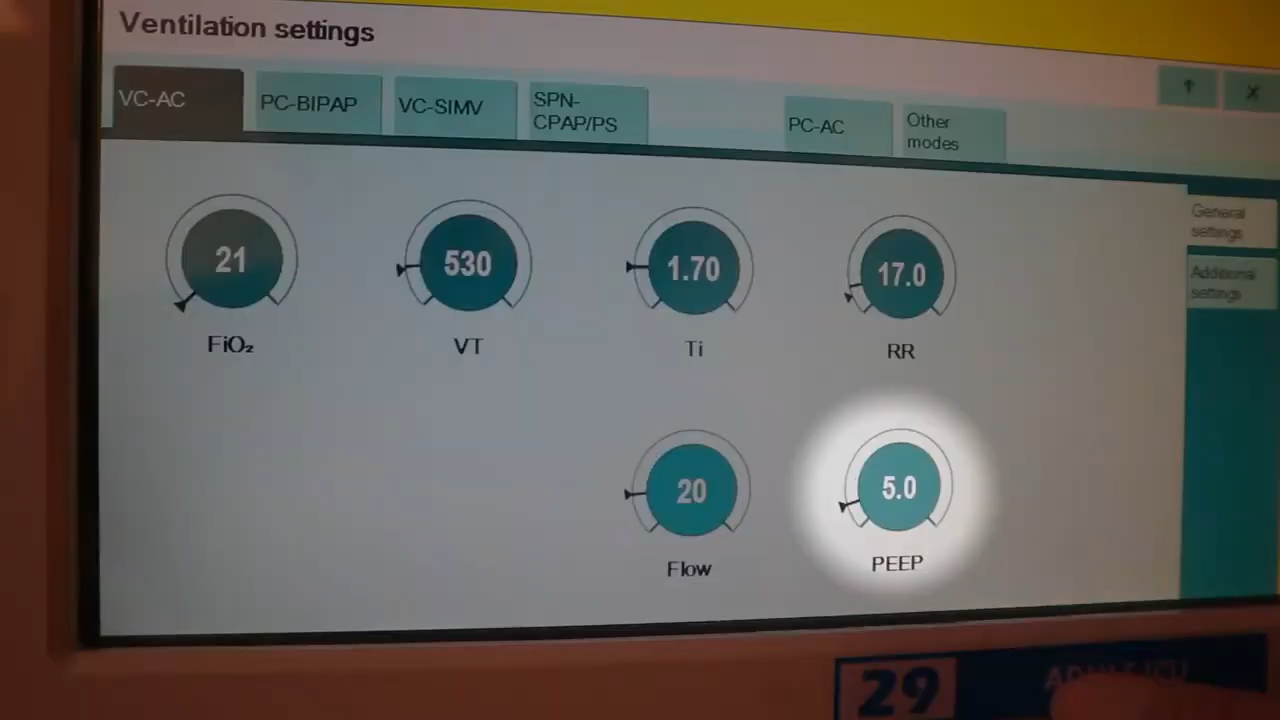 Ventilation settings
VC-AC
PC-BIPAP
VC-SIMV
SPN-
CPAP/PS
PC-AC
Other
modes
General
settings
Additional
settings
21
530
1.70
17.0
FiO₂
VT
Ti
RR
20
5.0
Flow
PEEP
29